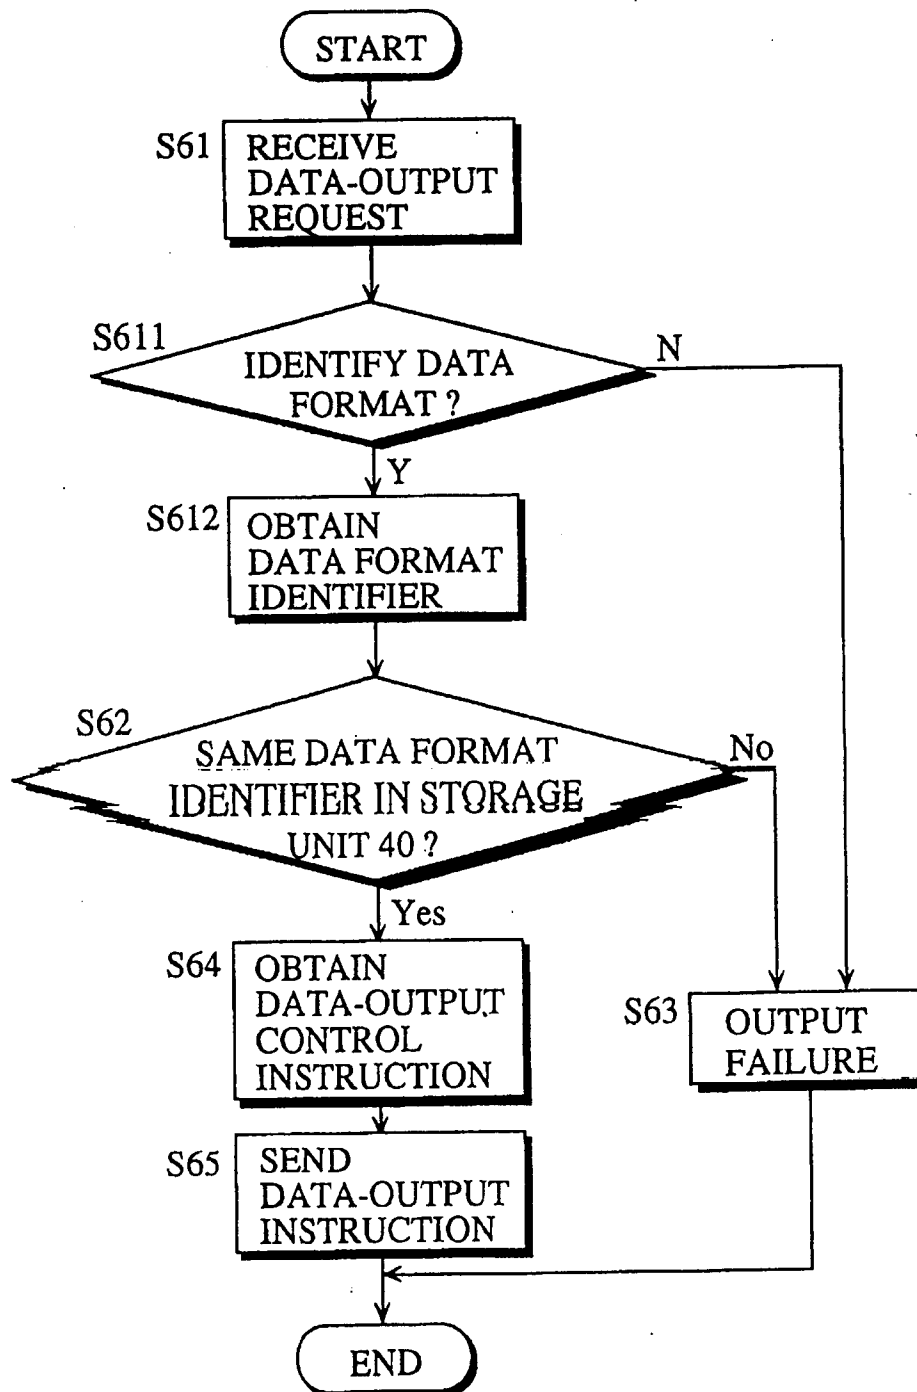 START
S61
RECEIVE
DATA-OUTPUT
REQUEST
S611
IDENTIFY DATA
FORMAT ?
N
Y
S612
OBTAIN
DATA FORMAT
IDENTIFIER
S62
SAME DATA FORMAT
IDENTIFIER IN STORAGE
UNIT 40 ?
No
Yes
S64
OBTAIN
DATA-OUTPUT
CONTROL
INSTRUCTION
S63
OUTPUT
FAILURE
S65
SEND
DATA-OUTPUT
INSTRUCTION
END